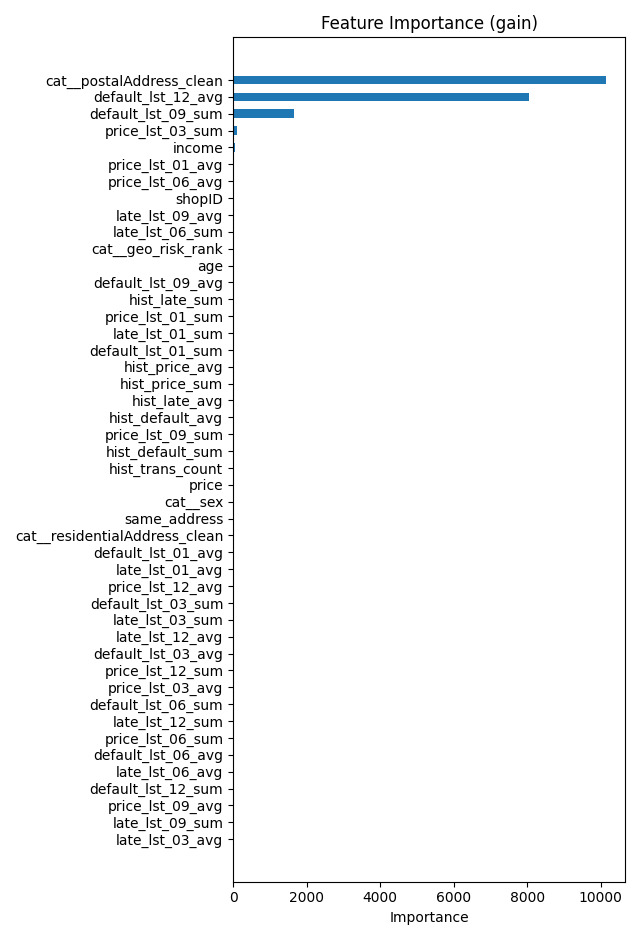 Feature Importance (gain)
cat__postalAddress_clean
default_lst_12_avg
default_lst_09_sum
price_lst_03_sum
income
price_lst_01_avg
price_lst_06_avg
shopID
late_lst_09_avg
late_lst_06_sum
cat__geo_risk_rank
age
default_lst_09_avg
hist_late_sum
price_lst_01_sum
late_lst_01_sum
default_lst_01_sum
hist_price_avg
hist_price_sum
hist_late_avg
hist_default_avg
price_lst_09_sum
hist_default_sum
hist_trans_count
price
cat__sex
same_address
cat__residentialAddress_clean
default_lst_01_avg
late_lst_01_avg
price_lst_12_avg
default_lst_03_sum
late_lst_03_sum
late_lst_12_avg
default_lst_03_avg
price_lst_12_sum
price_lst_03_avg
default_lst_06_sum
late_lst_12_sum
price_lst_06_sum
default_lst_06_avg
late_lst_06_avg
default_lst_12_sum
price_lst_09_avg
late_lst_09_sum
late_lst_03_avg
0 2000 4000 6000 8000 10000
Importance